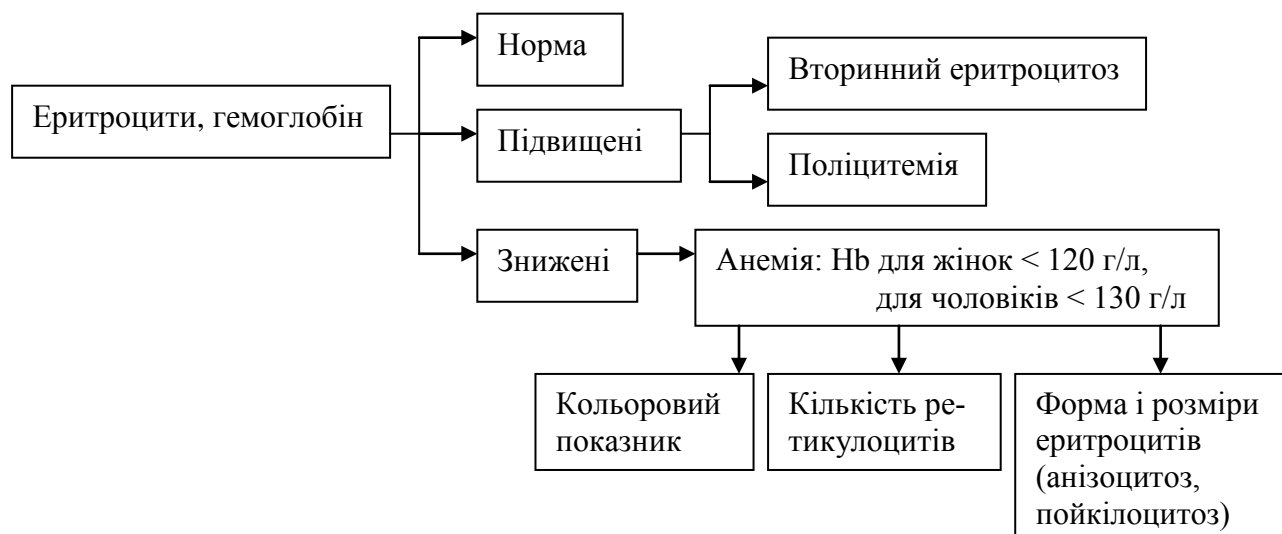 Норма
Еритроцити, гемоглобін
Підвищені
Вторинний еритроцитоз
Поліцитемія
Знижені
Анемія: Hb для жінок < 120 г/л,
для чоловіків < 130 г/л
Кольоровий
показник
Кількість ре-
тикулоцитів
Форма і розміри
еритроцитів
(анізоцитоз,
пойкілоцитоз)